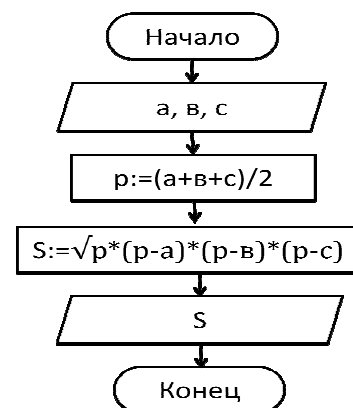 Начало
а, в, с
p:=(а+в+с)/2
S:=√p*(p-а)*(p-в)*(p-с)
S
Конец